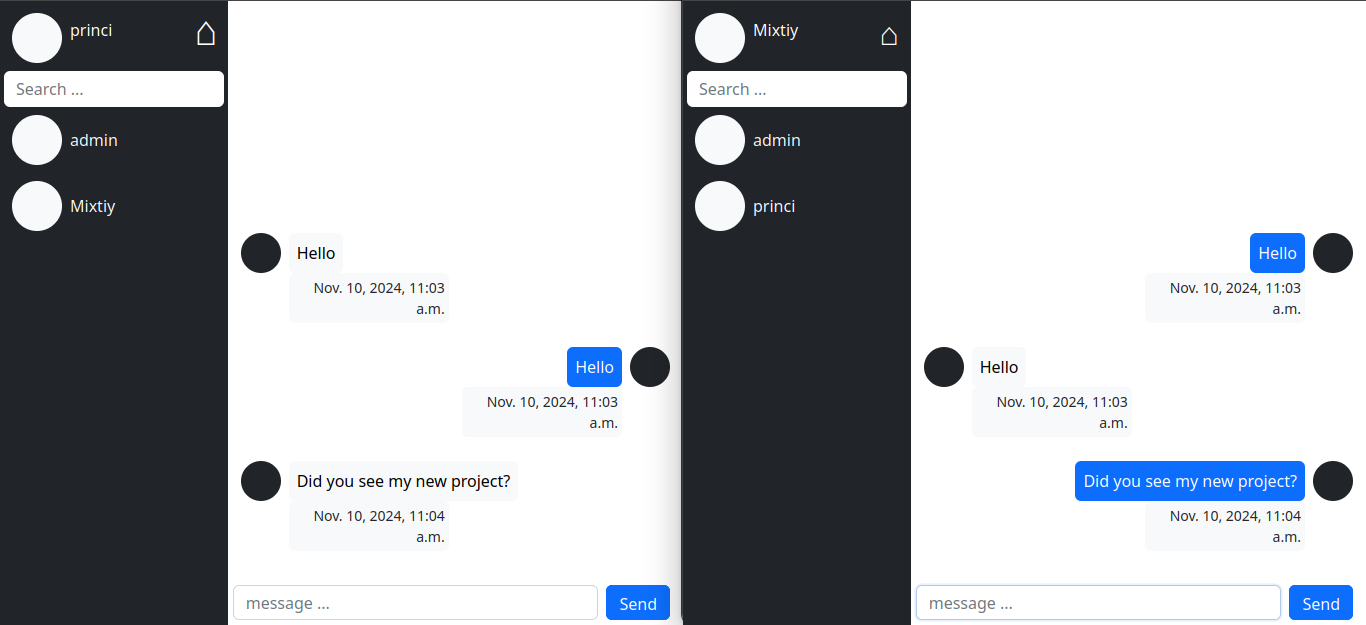 princi
Search ...
admin
Mixtiy
Hello
Nov. 10, 2024, 11:03
a.m.
Hello
Nov. 10, 2024, 11:03
a.m.
Did you see my new project?
Nov. 10, 2024, 11:04
a.m.
message ...
Send
Mixtiy
Search ...
admin
princi
Hello
Nov. 10, 2024, 11:03
a.m.
Hello
Nov. 10, 2024, 11:03
a.m.
Did you see my new project?
Nov. 10, 2024, 11:04
a.m.
message ...
Send